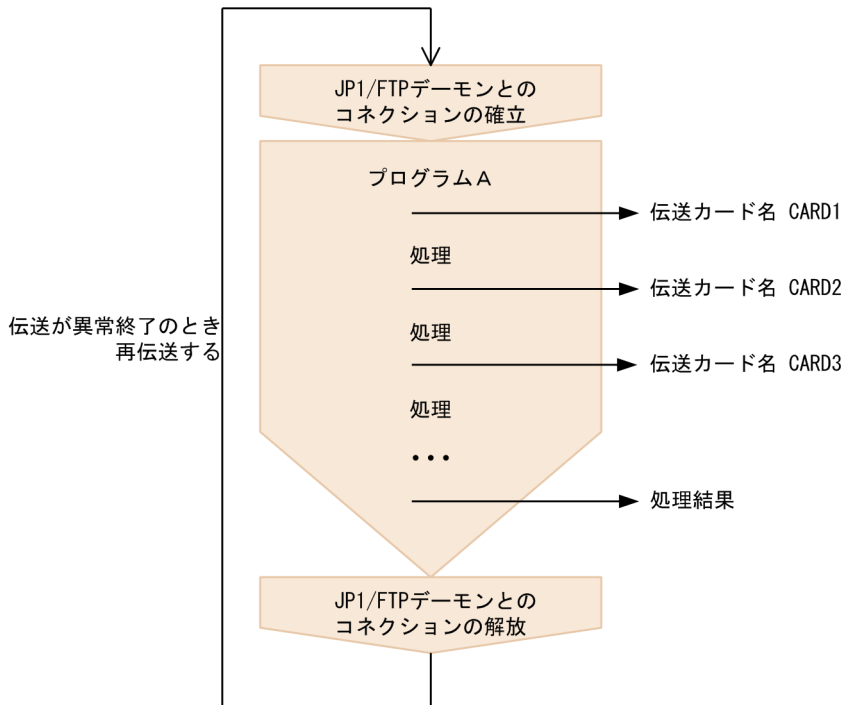 JP1/FTPデーモンとの
コネクションの確立
プログラムA
伝送カード名 CARD1
処理
伝送カード名 CARD2
伝送が異常終了のとき
再伝送する
処理
伝送カード名 CARD3
処理
・・・
処理結果
JP1/FTPデーモンとの
コネクションの解放